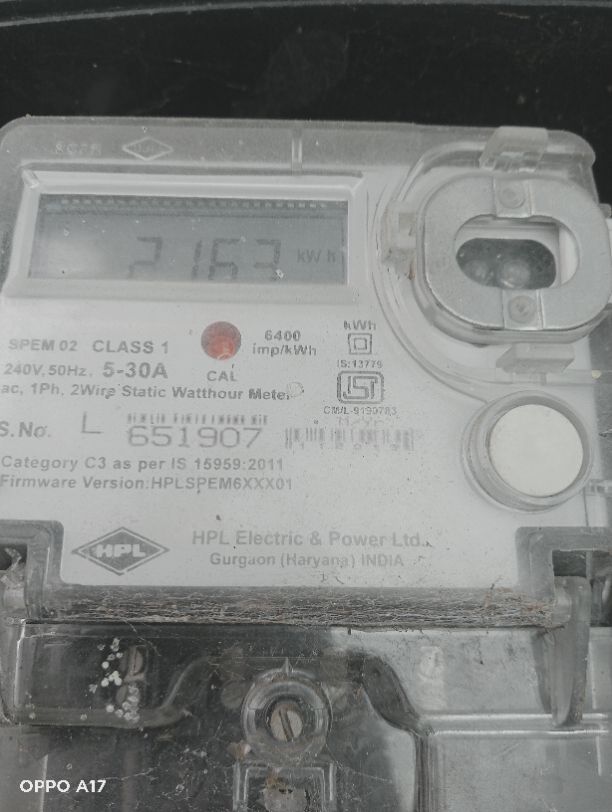 2163 kWh
SPEM 02 CLASS 1
6400
imp/kWh
kWh
240V, 50Hz, 5-30A
CAL
IS:13779
ac, 1Ph, 2Wire Static Watthour Meter
CM/L-9190783
S.No. L 651907
Category C3 as per IS 15959:2011
Firmware Version:HPLSPEM6XXX01
HPL
HPL Electric & Power Ltd.
Gurgaon (Haryana) INDIA
OPPO A17